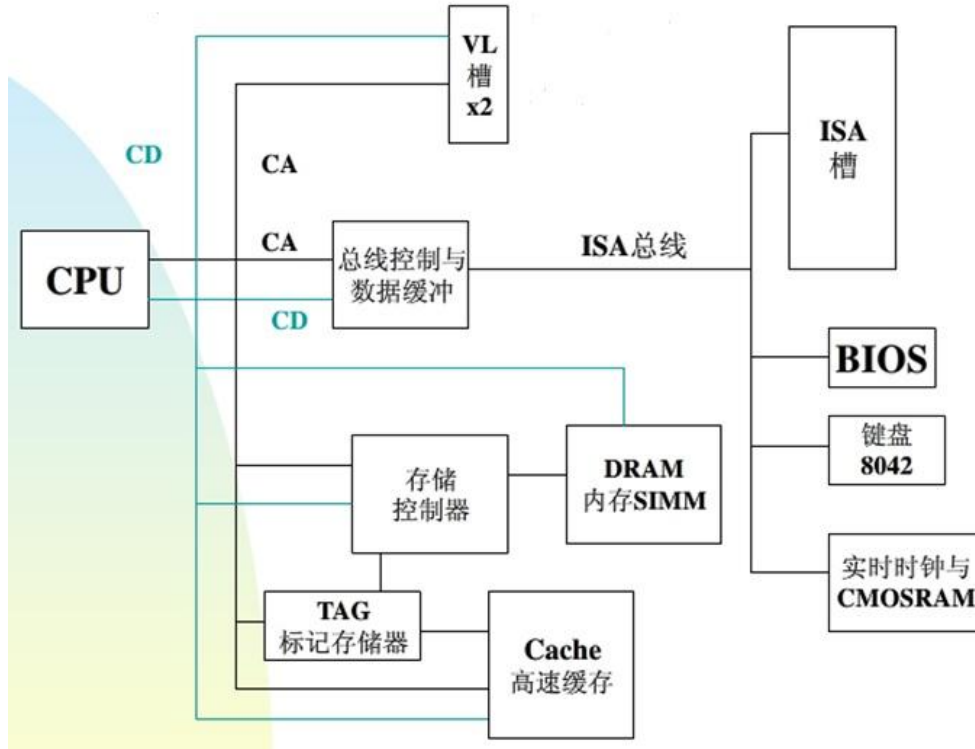 VL
槽
x2
CD
CA
ISA
槽
CPU
CA
总线控制与
数据缓冲
CD
ISA总线
BIOS
键盘
8042
存储
控制器
DRAM
内存SIMM
实时时钟与
CMOSRAM
TAG
标记存储器
Cache
高速缓存